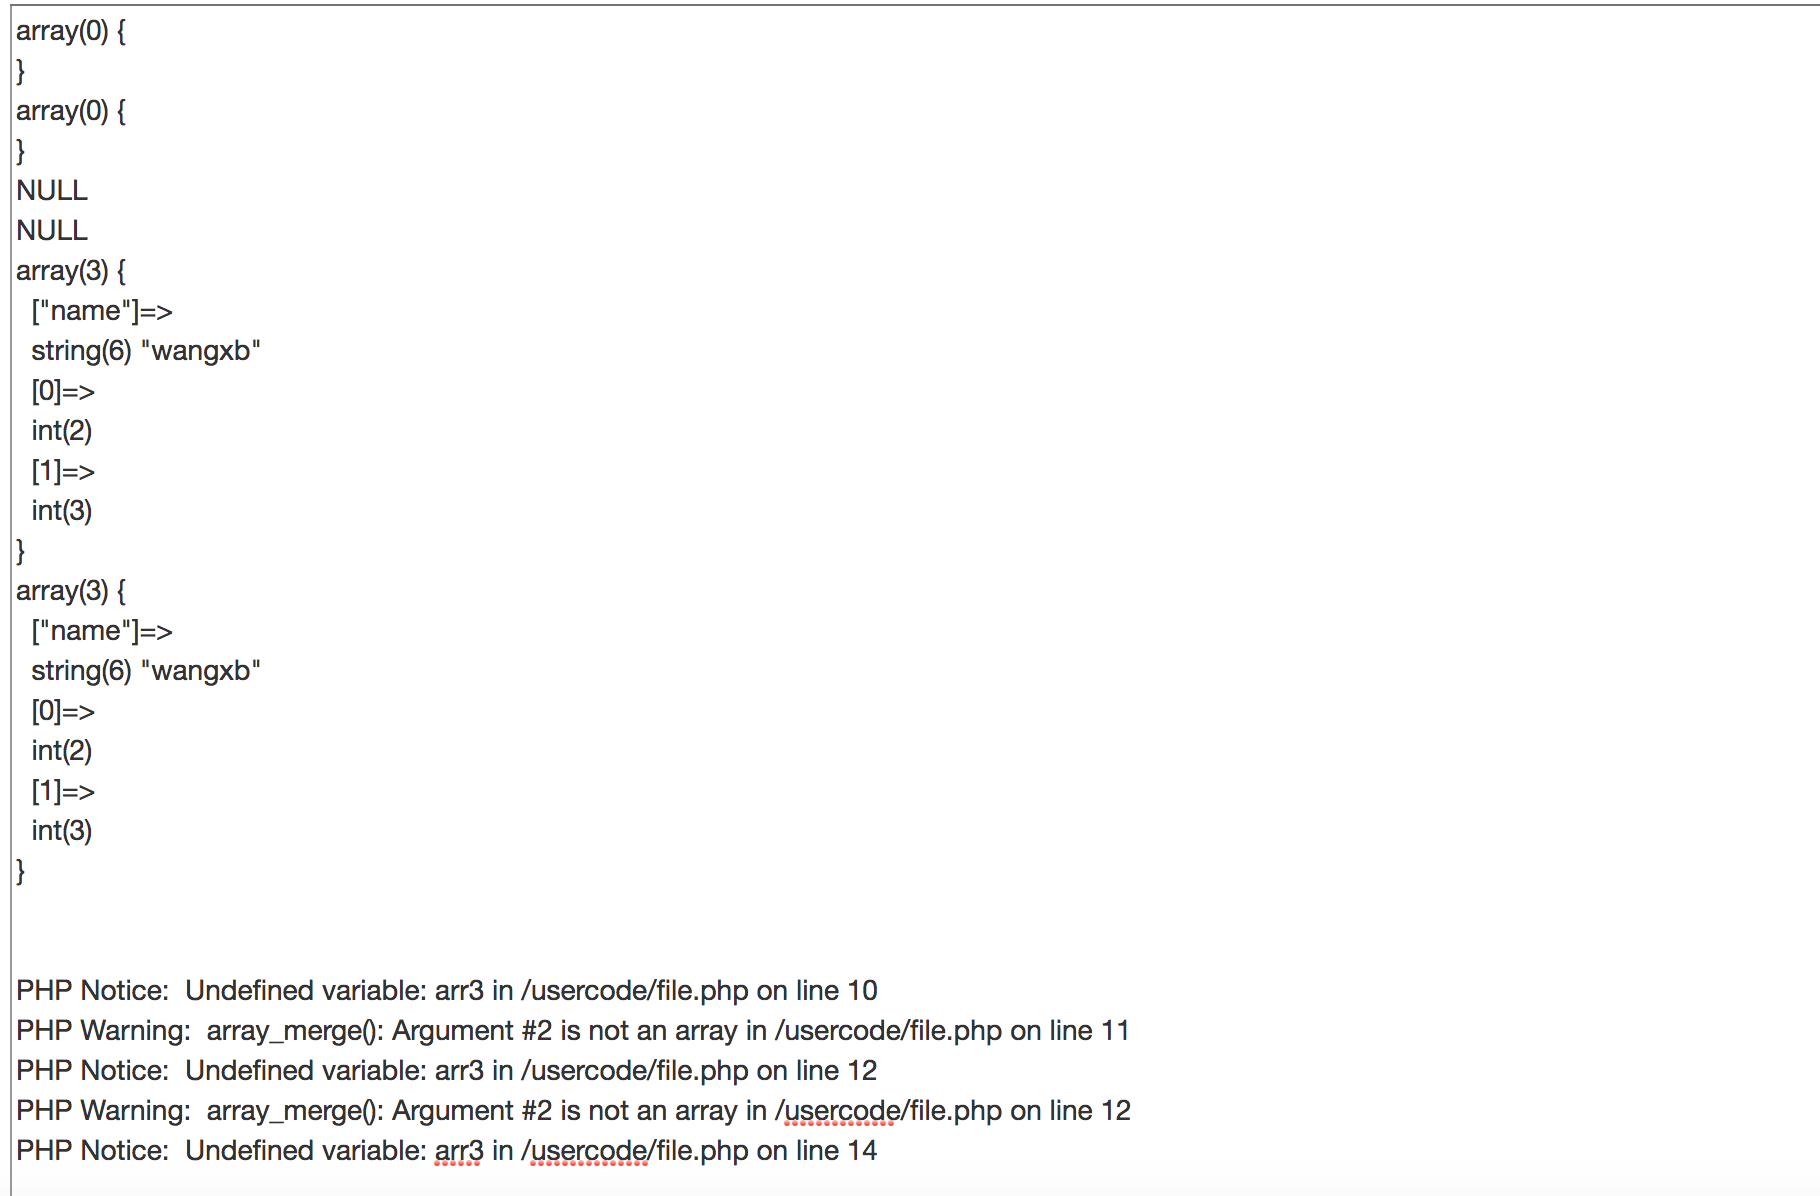 array(0) {
}
array(0) {
}
NULL
NULL
array(3) {
  ["name"]=>
  string(6) "wangxb"
  [0]=>
  int(2)
  [1]=>
  int(3)
}
array(3) {
  ["name"]=>
  string(6) "wangxb"
  [0]=>
  int(2)
  [1]=>
  int(3)
}
PHP Notice:  Undefined variable: arr3 in /usercode/file.php on line 10
PHP Warning:  array_merge(): Argument #2 is not an array in /usercode/file.php on line 11
PHP Notice:  Undefined variable: arr3 in /usercode/file.php on line 12
PHP Warning:  array_merge(): Argument #2 is not an array in /usercode/file.php on line 12
PHP Notice:  Undefined variable: arr3 in /usercode/file.php on line 14